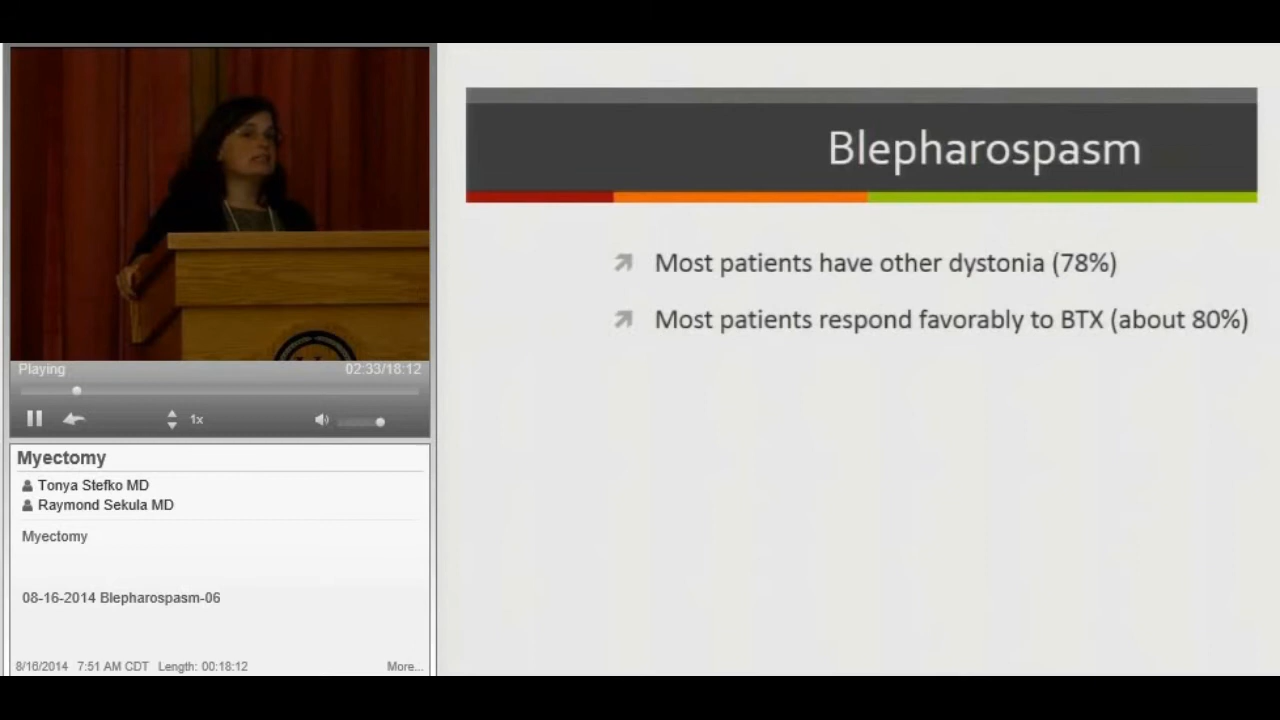 Playing
02:33/18:12
1x
Myectomy
Tonya Stefko MD
Raymond Sekula MD
Myectomy
08-16-2014 Blepharospasm-06
8/16/2014 7:51 AM CDT Length: 00:18:12
More...
Blepharospasm
Most patients have other dystonia (78%)
Most patients respond favorably to BTX (about 80%)